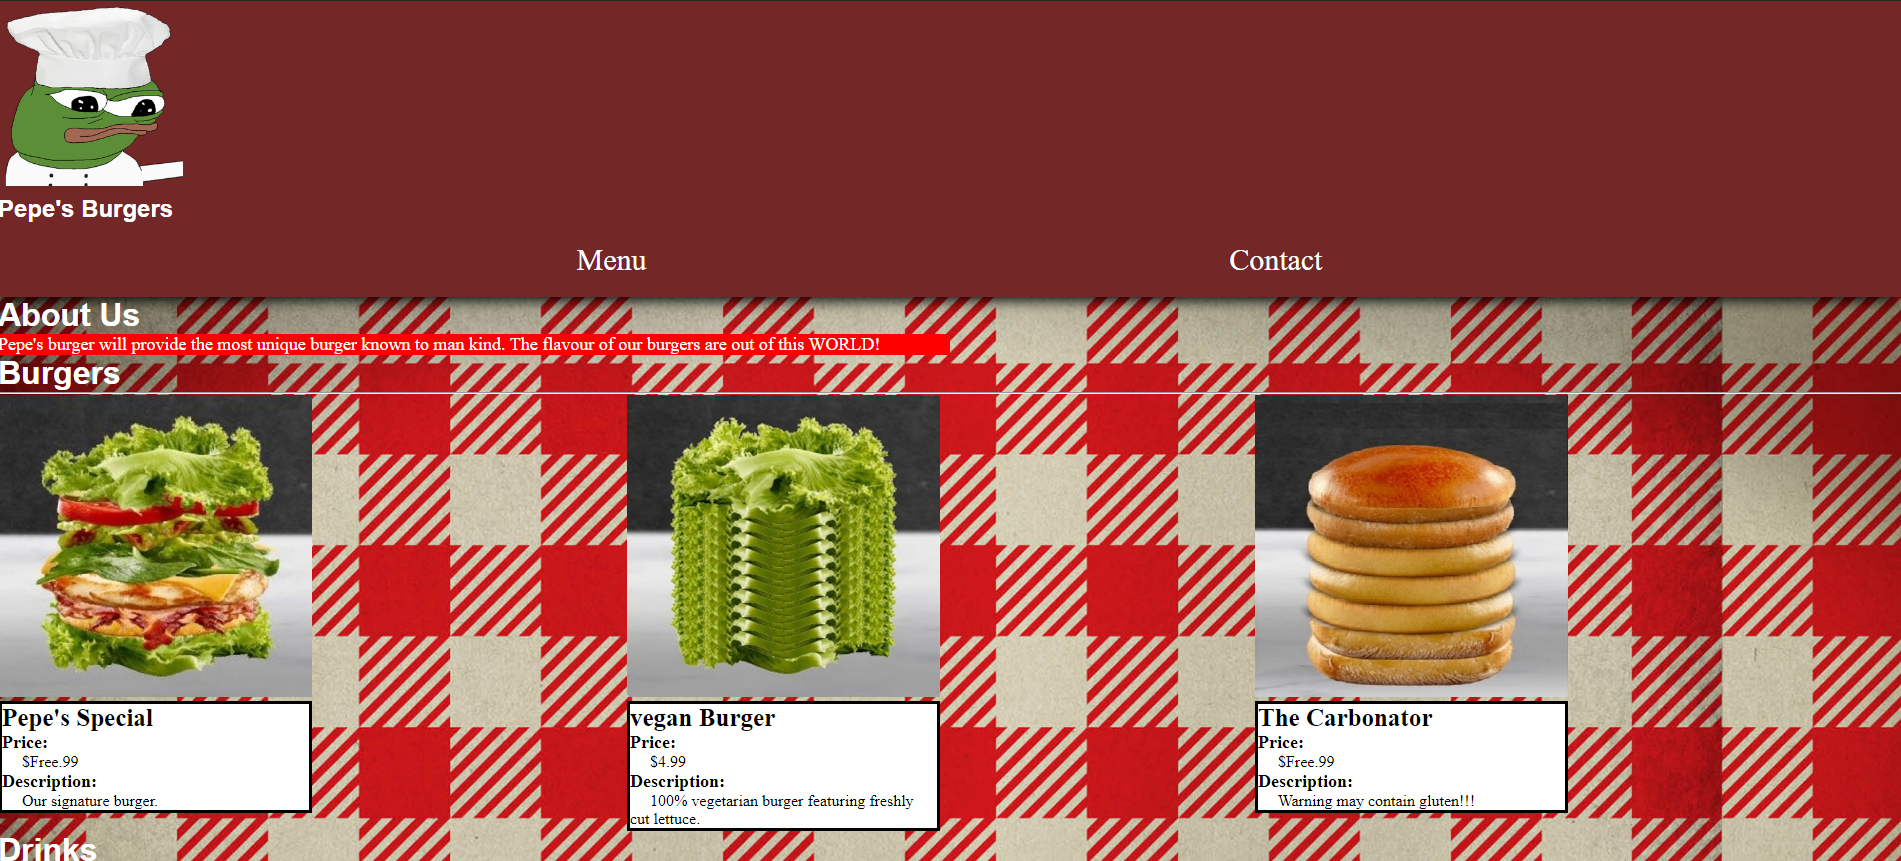 Pepe's Burgers
Menu
Contact
About Us
Pepe's burger will provide the most unique burger known to man kind. The flavour of our burgers are out of this WORLD!
Burgers
Pepe's Special
Price:
$Free.99
Description:
Our signature burger.
vegan Burger
Price:
$4.99
Description:
100% vegetarian burger featuring freshly
cut lettuce.
The Carbonator
Price:
$Free.99
Description:
Warning may contain gluten!!!
Drinks